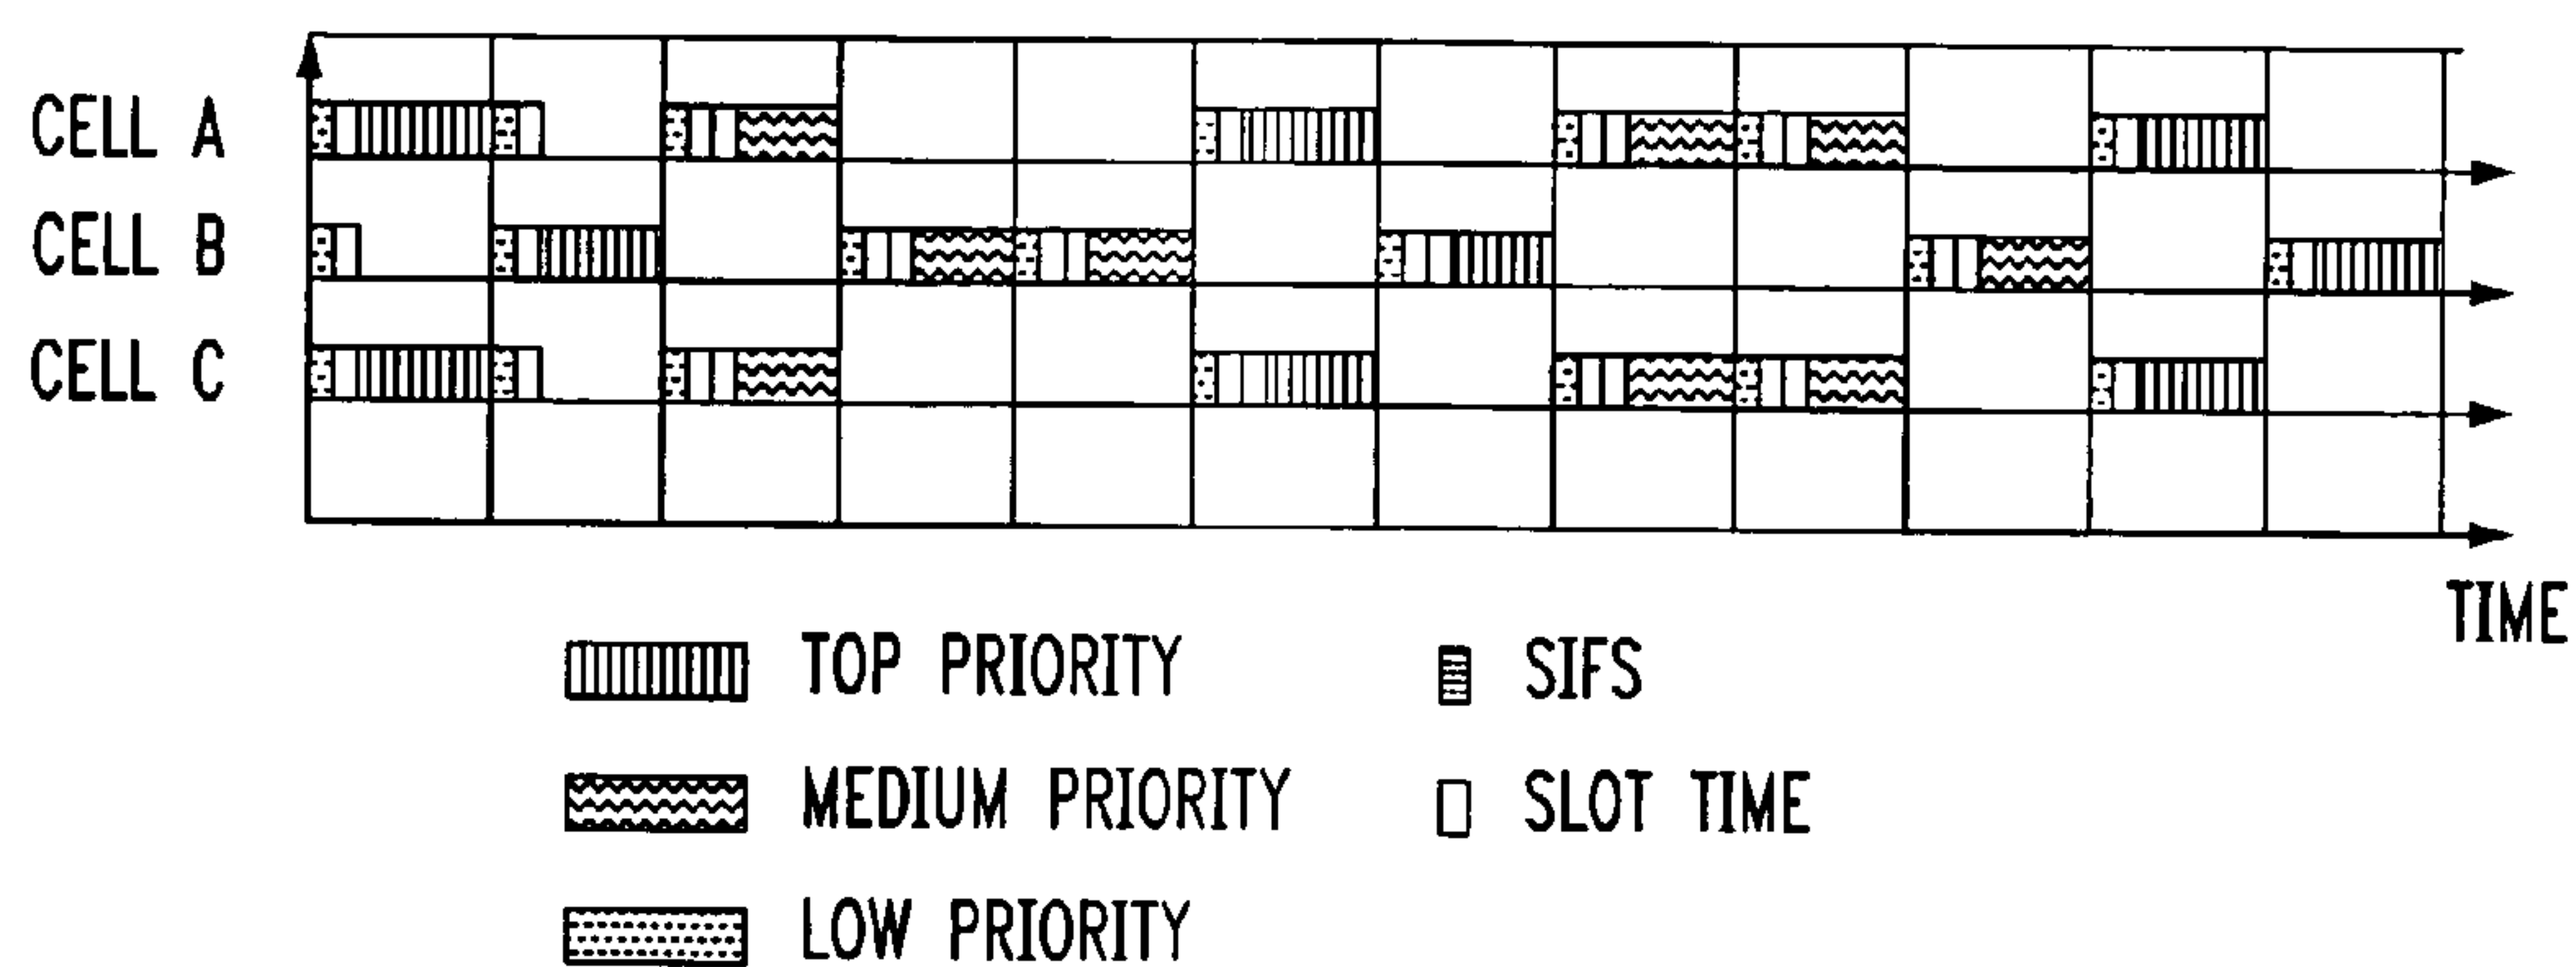 CELL A
CELL B
CELL C
TIME
TOP PRIORITY
SIFS
MEDIUM PRIORITY
SLOT TIME
LOW PRIORITY